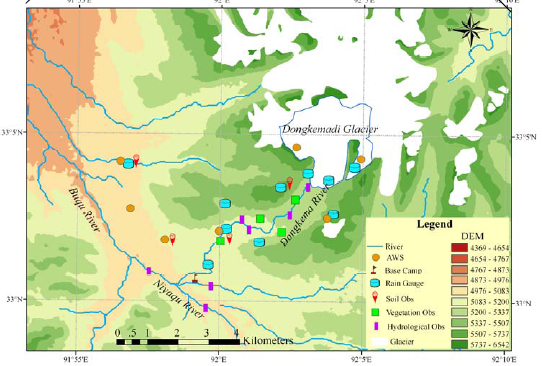 91°55'E
92°E
92°5'E
92°10'E
33°5'N
33°5'N
Dongkemadi Glacier
Buqu River
Dongkema River
Niyaqu River
33°N
33°N
0 .5 1 2 3 4
Kilometers
Legend
River
AWS
Base Camp
Rain Gauge
Soil Obs
Vegetation Obs
Hydrological Obs
Glacier
DEM
4369 - 4654
4654 - 4767
4767 - 4873
4873 - 4976
4976 - 5083
5083 - 5200
5200 - 5337
5337 - 5507
5507 - 5737
5737 - 6542
91°55'E
92°E
92°5'E
92°10'E